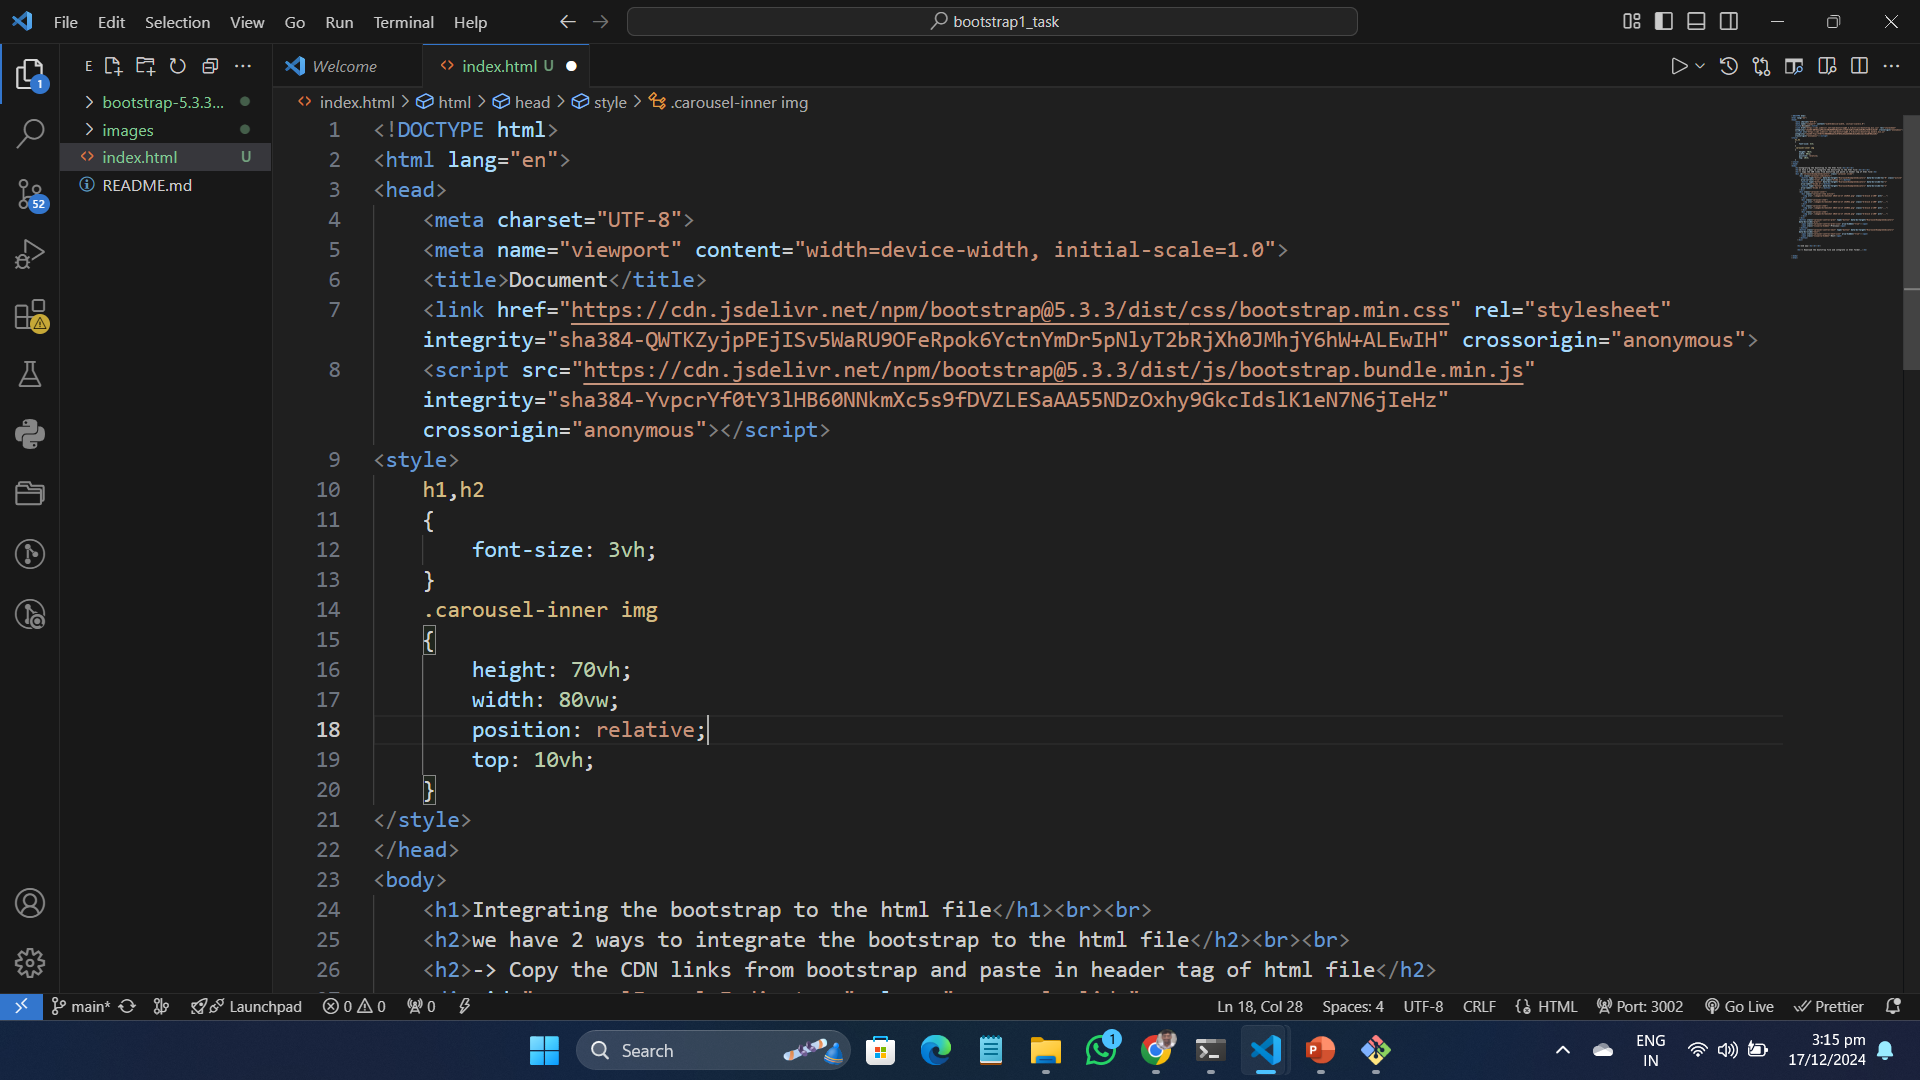 File Edit Selection View Go Run Terminal Help
bootstrap1_task
E
Welcome
index.html U
bootstrap-5.3.3...
images
index.html U
README.md
1
52
index.html > html > head > style > .carousel-inner img
1 <!DOCTYPE html>
2 <html lang="en">
3 <head>
4 <meta charset="UTF-8">
5 <meta name="viewport" content="width=device-width, initial-scale=1.0">
6 <title>Document</title>
7 <link href="https://cdn.jsdelivr.net/npm/bootstrap@5.3.3/dist/css/bootstrap.min.css" rel="stylesheet"
integrity="sha384-QWTKZyjpPEjISv5WaRU9OFeRpok6YctnYmDr5pNlyT2bRjXh0JMhjY6hW+ALEwIH" crossorigin="anonymous">
8 <script src="https://cdn.jsdelivr.net/npm/bootstrap@5.3.3/dist/js/bootstrap.bundle.min.js"
integrity="sha384-YvpcrYf0tY3lHB60NNkmXc5s9fDVZLESaAA55NDzOxhy9GkcIdslK1eN7N6jIeHz"
crossorigin="anonymous"></script>
9 <style>
10 h1,h2
11 {
12 font-size: 3vh;
13 }
14 .carousel-inner img
15 {
16 height: 70vh;
17 width: 80vw;
18 position: relative;
19 top: 10vh;
20 }
21 </style>
22 </head>
23 <body>
24 <h1>Integrating the bootstrap to the html file</h1><br><br>
25 <h2>we have 2 ways to integrate the bootstrap to the html file</h2><br><br>
26 <h2>-> Copy the CDN links from bootstrap and paste in header tag of html file</h2>
main* Launchpad 0 0 0
Ln 18, Col 28 Spaces: 4 UTF-8 CRLF HTML Port: 3002 Go Live Prettier
Search
1
ENG
IN
3:15 pm
17/12/2024